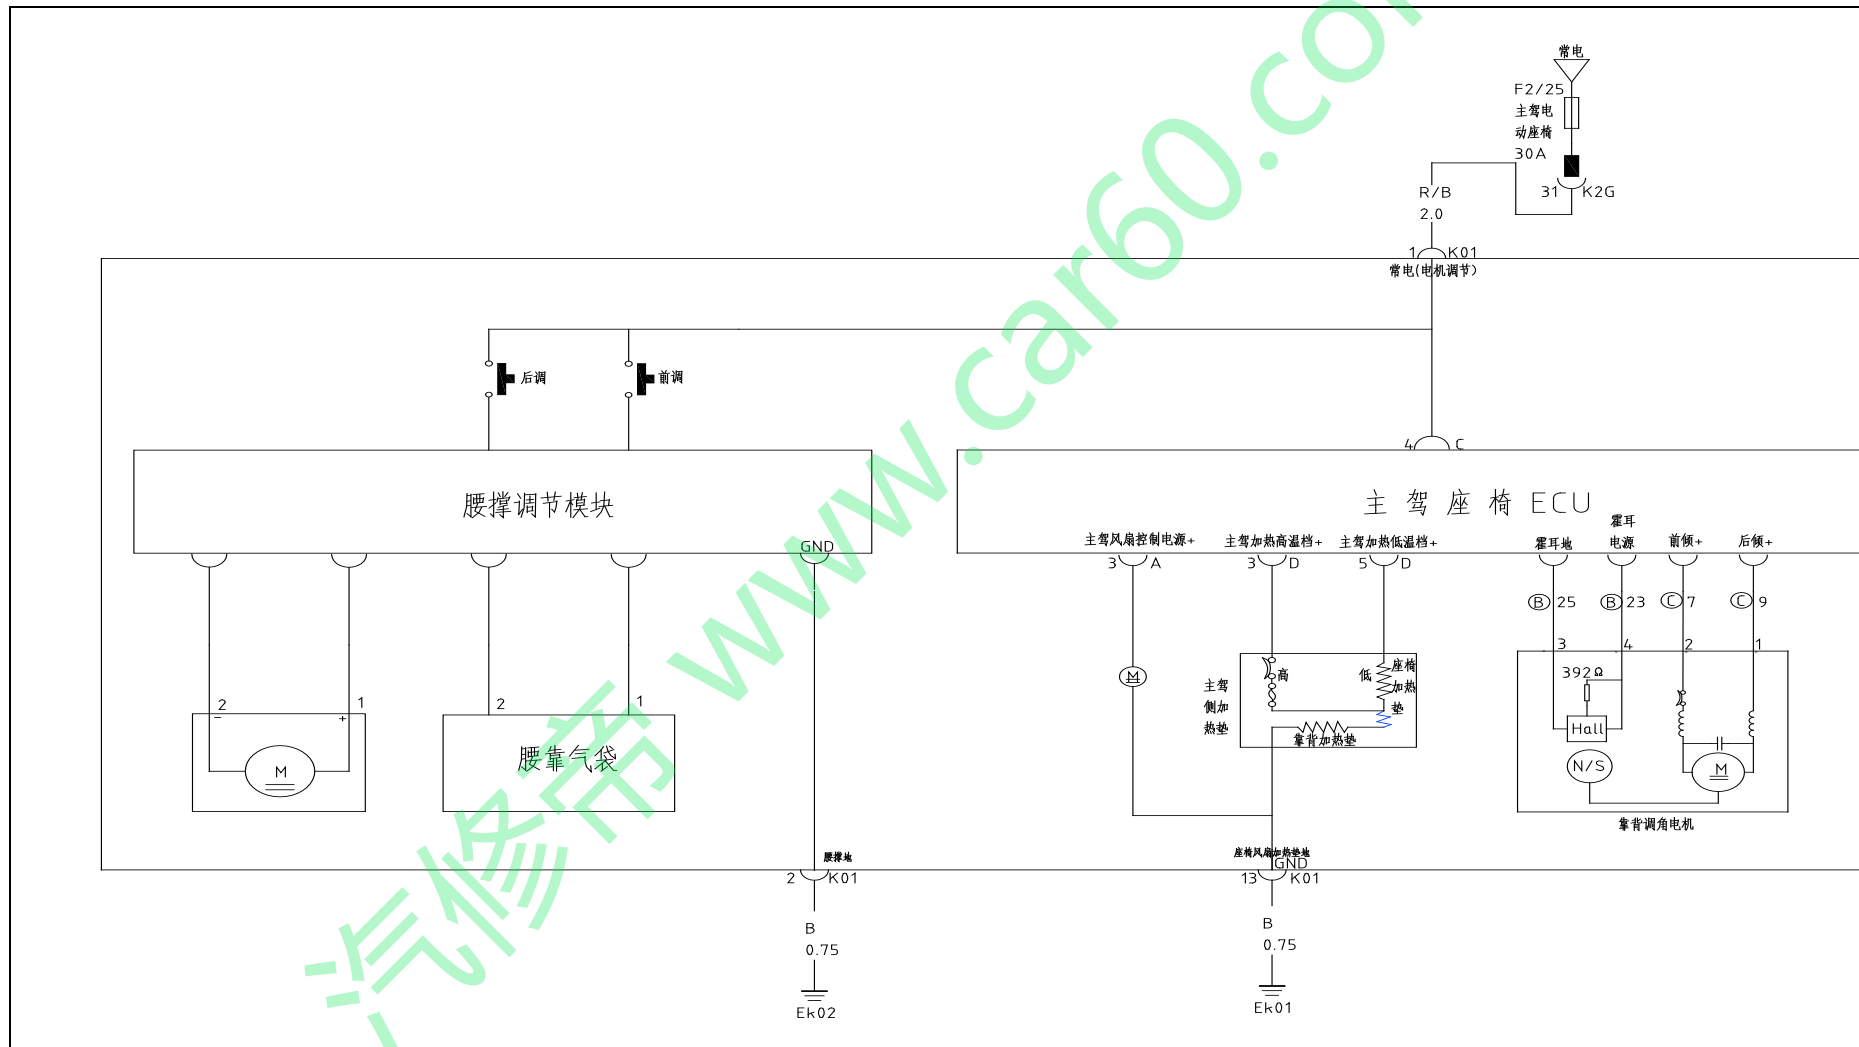 常电
F2/25
主驾电
动座椅
30A
31 K2G
R/B
2.0
1 K01
常电(电机调节)
后调
前调
4 C
腰撑调节模块
主驾座椅ECU
GND
主驾风扇控制电源+
主驾加热高温档+
主驾加热低温档+
霍耳地
霍耳
电源
前倾+
后倾+
3 A
3 D
5 D
B 25
B 23
C 7
C 9
3
4
2
1
392Ω
Hall
N/S
M
靠背调角电机
M
主驾
侧加
热垫
高
低
座椅
加热
垫
靠背加热垫
2
1
-
+
M
2
1
腰靠气袋
腰撑地
2 K01
B
0.75
Ek02
座椅风扇加热垫地
GND
13 K01
B
0.75
Ek01
汽修帝 www.car60.co